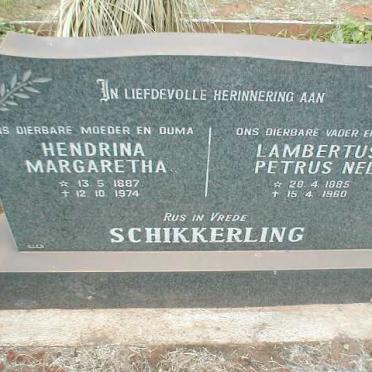 In liefdevolle herinnering aan
ons dierbare moeder en ouma
HENDRINA
MARGARETHA
☆ 13.5.1887
✝ 12.10.1974
ons dierbare vader en
LAMBERTUS
PETRUS NEL
☆ 28.4.1885
✝ 15.4.1960
Rus in Vrede
SCHIKKERLING